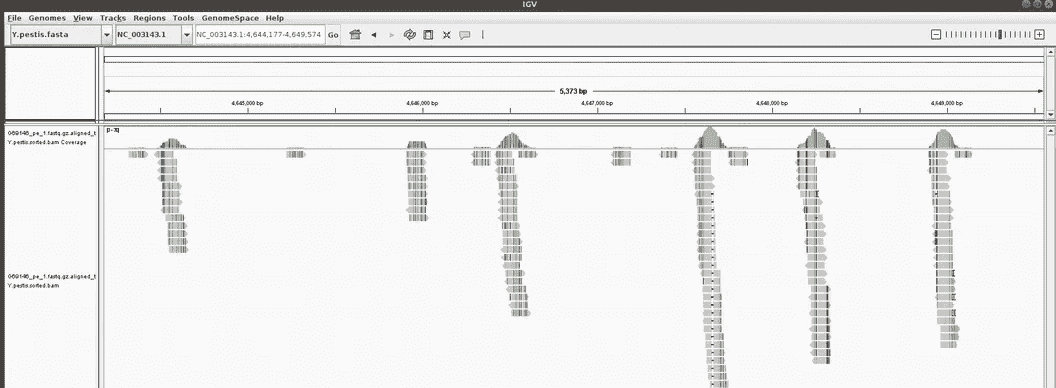 IGV
File Genomes View Tracks Regions Tools GenomeSpace Help
Y.pestis.fasta NC_003143.1 NC_003143.1:4,644,177-4,649,574 Go
5,373 bp
4,645,000 bp 4,646,000 bp 4,647,000 bp 4,648,000 bp 4,649,000 bp
069146_pe_1.fastq.gz.aligned_t
Y.pestis.sorted.bam Coverage
069146_pe_1.fastq.gz.aligned_t
Y.pestis.sorted.bam